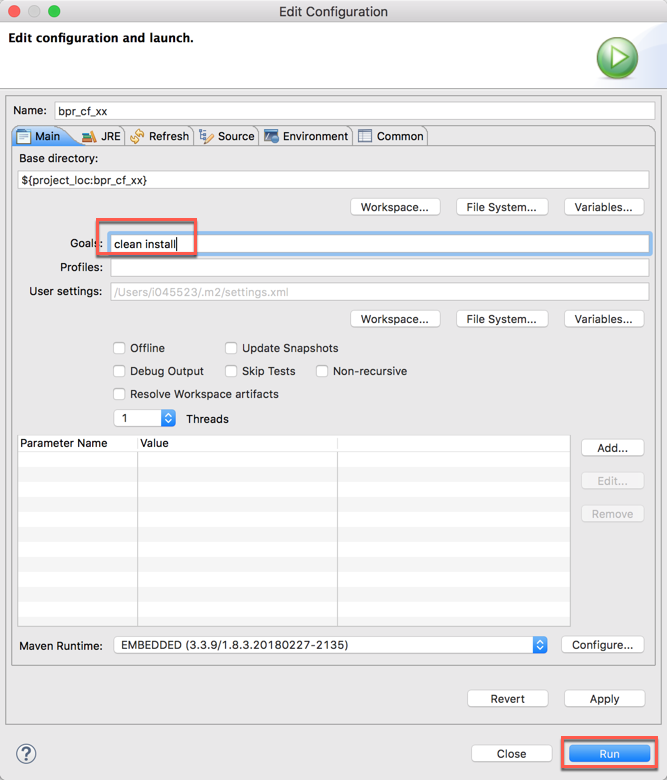 Edit Configuration
Edit configuration and launch.
Name: bpr_cf_xx
Main JRE Refresh Source Environment Common
Base directory:
${project_loc:bpr_cf_xx}
Workspace... File System... Variables...
Goals: clean install
Profiles:
User settings: /Users/i045523/.m2/settings.xml
Workspace... File System... Variables...
Offline Update Snapshots
Debug Output Skip Tests Non-recursive
Resolve Workspace artifacts
1 Threads
Parameter Name Value
Add...
Edit...
Remove
Maven Runtime: EMBEDDED (3.3.9/1.8.3.20180227-2135) Configure...
Revert Apply
? Close Run